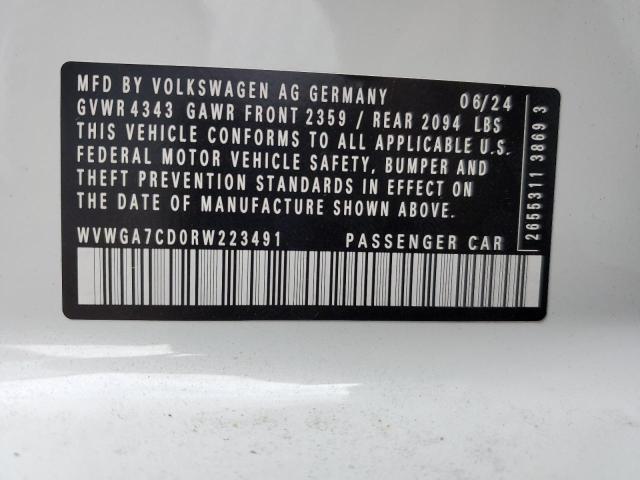 MFD BY VOLKSWAGEN AG GERMANY 06/24
GVWR 4343 GAWR FRONT 2359 / REAR 2094 LBS
THIS VEHICLE CONFORMS TO ALL APPLICABLE U.S.
FEDERAL MOTOR VEHICLE SAFETY, BUMPER AND
THEFT PREVENTION STANDARDS IN EFFECT ON
THE DATE OF MANUFACTURE SHOWN ABOVE.
WVWGA7CD0RW223491 PASSENGER CAR
2655311 3869 3